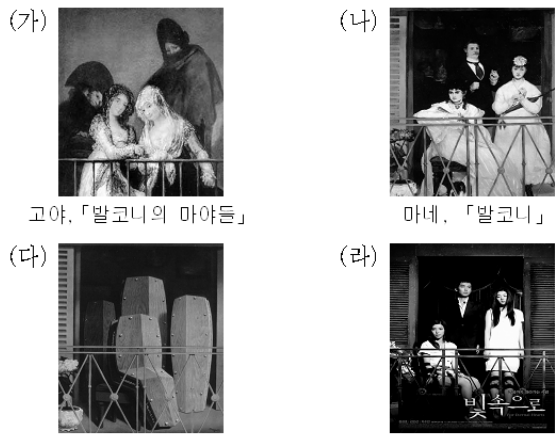 (가)
(나)
고야, 「발코니의 마야들」
마네, 「발코니」
(다)
(라)
빛속으로